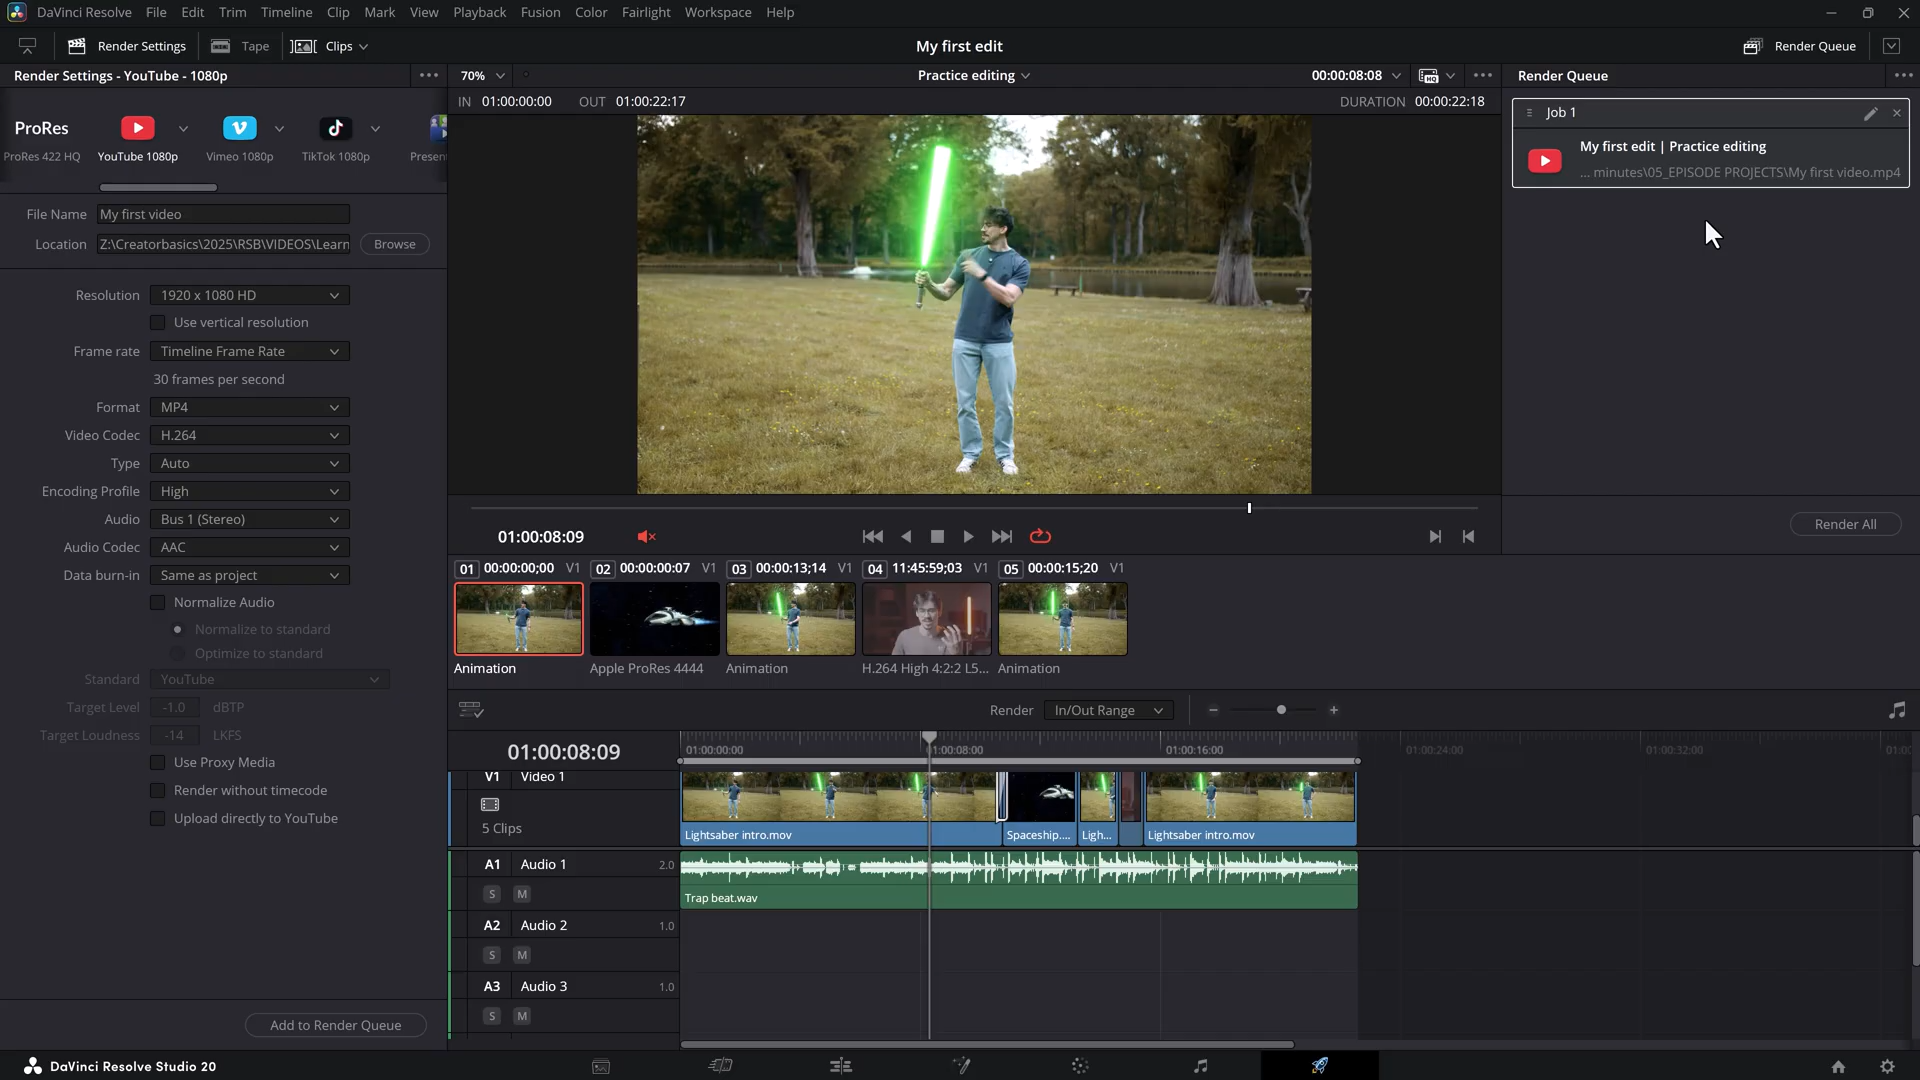 DaVinci Resolve File Edit Trim Timeline Clip Mark View Playback Fusion Color Fairlight Workspace Help
Render Settings Tape Clips My first edit Render Queue
Render Settings - YouTube - 1080p 70% Practice editing 00:00:08:08 Render Queue
IN 01:00:00:00 OUT 01:00:22:17 DURATION 00:00:22:18
Job 1
My first edit | Practice editing
... minutes\05_EPISODE PROJECTS\My first video.mp4
Render All
ProRes
ProRes 422 HQ YouTube 1080p Vimeo 1080p TikTok 1080p Presen
File Name My first video
Location Z:\Creatorbasics\2025\RSB\VIDEOS\Learn Browse
Resolution 1920 x 1080 HD
Use vertical resolution
Frame rate Timeline Frame Rate
30 frames per second
Format MP4
Video Codec H.264
Type Auto
Encoding Profile High
Audio Bus 1 (Stereo)
Audio Codec AAC
Data burn-in Same as project
Normalize Audio
Normalize to standard
Optimize to standard
Standard YouTube
Target Level -1.0 dBTP
Target Loudness -14 LKFS
Use Proxy Media
Render without timecode
Upload directly to YouTube
Add to Render Queue
01:00:08:09
01 00:00:00;00 V1 02 00:00:00:07 V1 03 00:00:13;14 V1 04 11:45:59;03 V1 05 00:00:15;20 V1
Animation Apple ProRes 4444 Animation H.264 High 4:2:2 L5... Animation
Render In/Out Range
01:00:08:09 01:00:00:00 01:00:08:00 01:00:16:00 01:00:24:00 01:00:32:00 01:00
V1 Video 1
5 Clips
Lightsaber intro.mov Spaceship.... Ligh... Lightsaber intro.mov
A1 Audio 1 2.0
S M
Trap beat.wav
A2 Audio 2 1.0
S M
A3 Audio 3 1.0
S M
DaVinci Resolve Studio 20